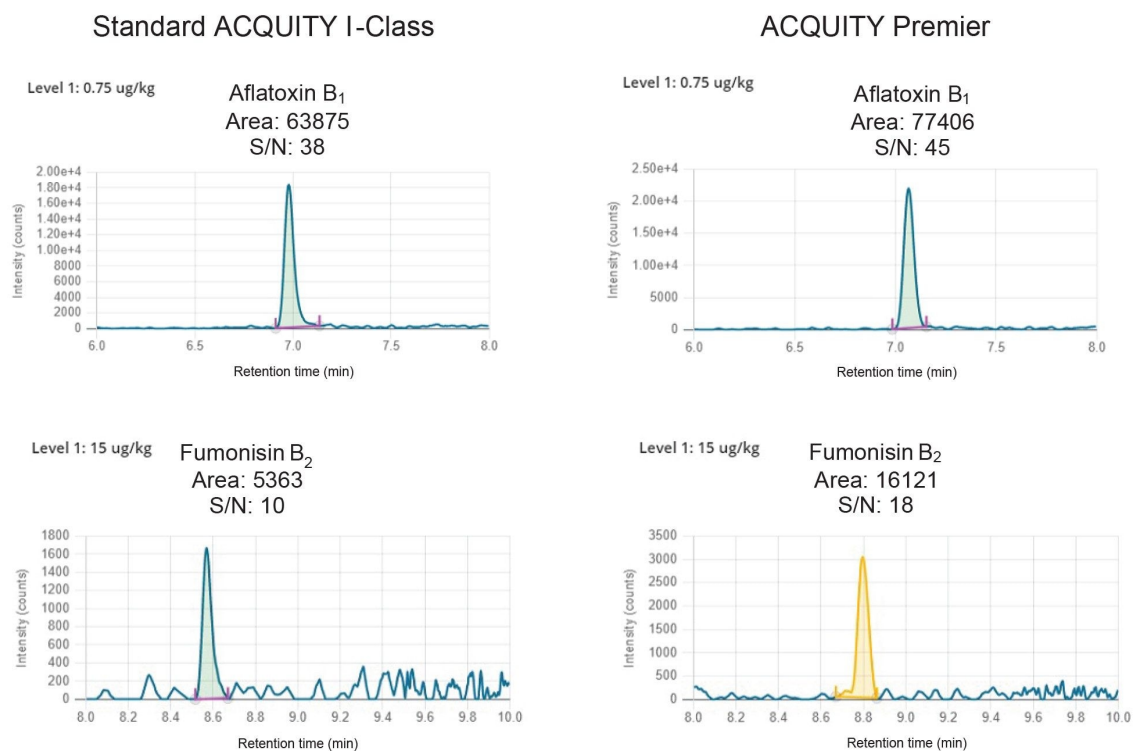 Standard ACQUITY I-Class
ACQUITY Premier
Level 1: 0.75 ug/kg
Aflatoxin B₁
Area: 63875
S/N: 38
2.00e+4
1.80e+4
1.60e+4
1.40e+4
1.20e+4
1.00e+4
8000
6000
4000
2000
0
Intensity (counts)
6.0 6.5 7.0 7.5 8.0
Retention time (min)
Level 1: 0.75 ug/kg
Aflatoxin B₁
Area: 77406
S/N: 45
2.50e+4
2.00e+4
1.50e+4
1.00e+4
5000
0
Intensity (counts)
6.0 6.5 7.0 7.5 8.0
Retention time (min)
Level 1: 15 ug/kg
Fumonisin B₂
Area: 5363
S/N: 10
1800
1600
1400
1200
1000
800
600
400
200
0
Intensity (counts)
8.0 8.2 8.4 8.6 8.8 9.0 9.2 9.4 9.6 9.8 10.0
Retention time (min)
Level 1: 15 ug/kg
Fumonisin B₂
Area: 16121
S/N: 18
3500
3000
2500
2000
1500
1000
500
0
Intensity (counts)
8.0 8.2 8.4 8.6 8.8 9.0 9.2 9.4 9.6 9.8 10.0
Retention time (min)